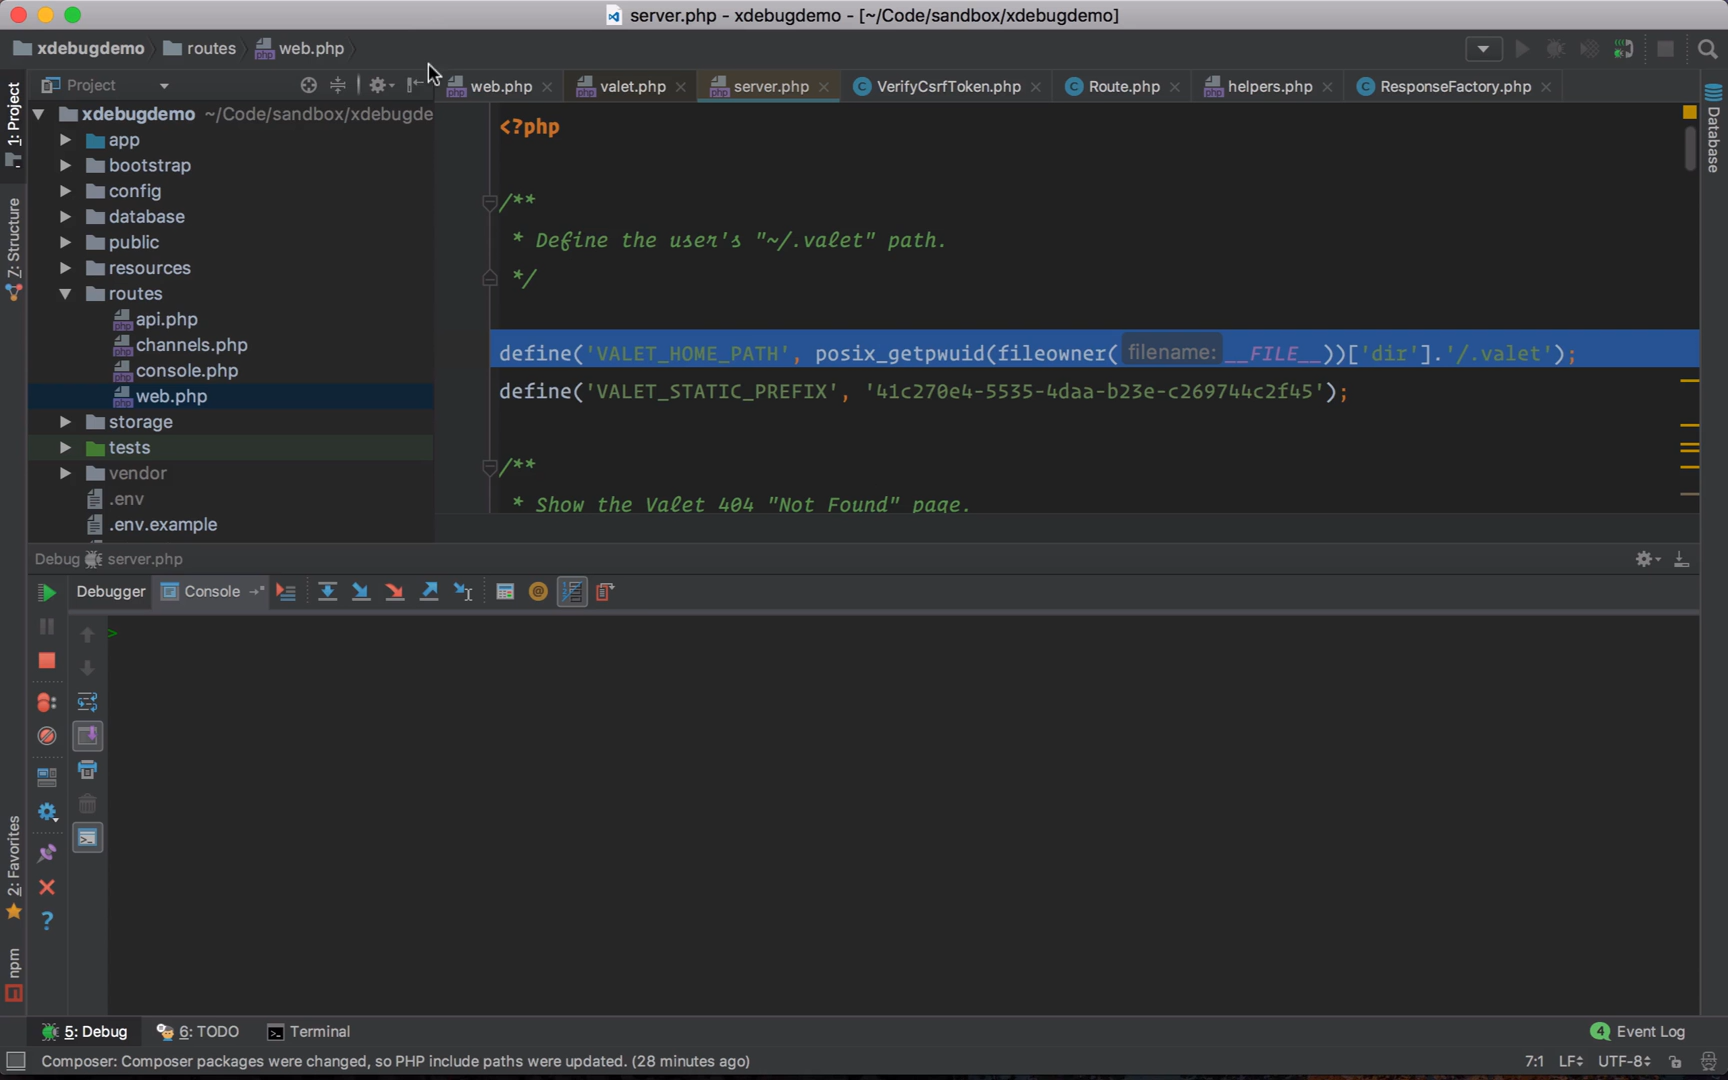 server.php - xdebugdemo - [~/Code/sandbox/xdebugdemo]
xdebugdemo routes web.php
Project
web.php valet.php server.php VerifyCsrfToken.php Route.php helpers.php ResponseFactory.php
1: Project
Z: Structure
2: Favorites
npm
Database
xdebugdemo ~/Code/sandbox/xdebugde
app
bootstrap
config
database
public
resources
routes
api.php
channels.php
console.php
web.php
storage
tests
vendor
.env
.env.example
<?php
/**
* Define the user's "~/.valet" path.
*/
define('VALET_HOME_PATH', posix_getpwuid(fileowner( filename: __FILE__))['dir'].'/.valet');
define('VALET_STATIC_PREFIX', '41c270e4-5535-4daa-b23e-c269744c2f45');
/**
* Show the Valet 404 "Not Found" page.
Debug server.php
Debugger Console
>
5: Debug 6: TODO Terminal 4 Event Log
Composer: Composer packages were changed, so PHP include paths were updated. (28 minutes ago) 7:1 LF UTF-8